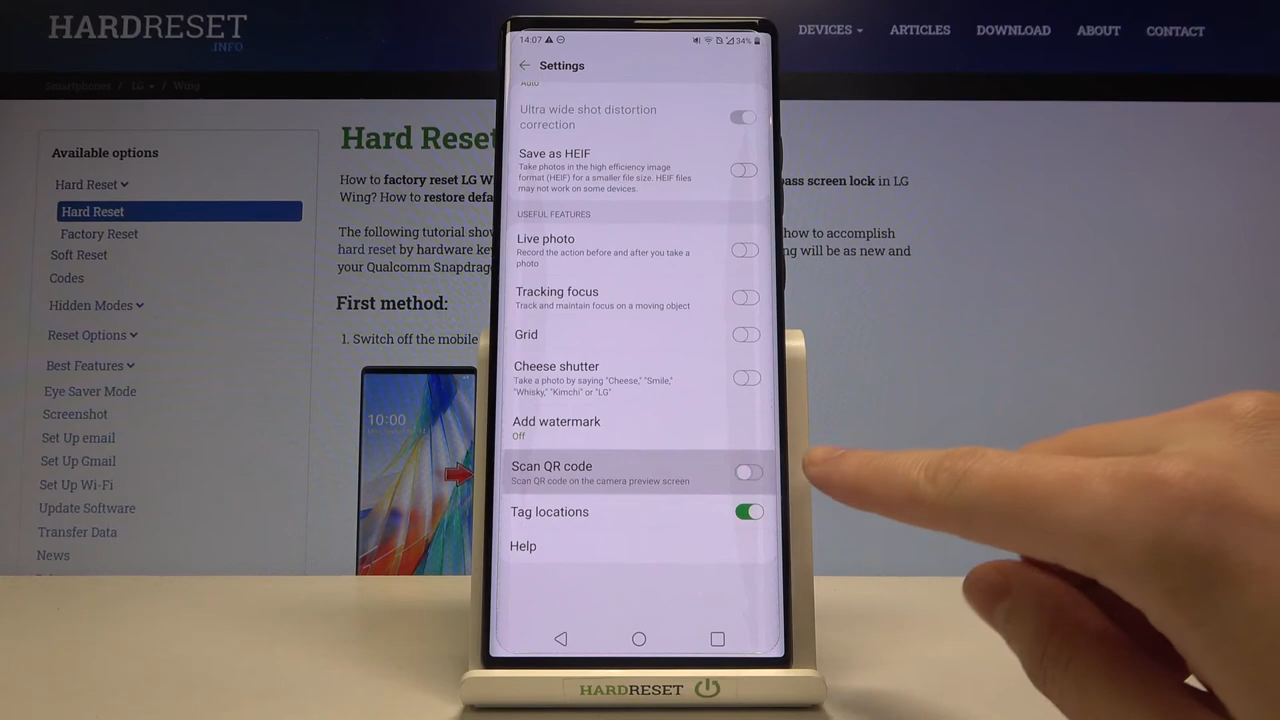 HARDRESET
.INFO
DEVICES
ARTICLES
DOWNLOAD
ABOUT
CONTACT
Smartphones / LG / Wing
Available options
Hard Reset
Hard Reset
Factory Reset
Soft Reset
Codes
Hidden Modes
Reset Options
Best Features
Eye Saver Mode
Screenshot
Set Up email
Set Up Gmail
Set Up Wi-Fi
Update Software
Transfer Data
News
Hard Reset
How to factory reset LG W
pass screen lock in LG
Wing? How to restore defa
The following tutorial show
how to accomplish
hard reset by hardware key
ng will be as new and
your Qualcomm Snapdrag
First method:
1. Switch off the mobile
10:00
14:07
34%
Settings
Auto
Ultra wide shot distortion
correction
Save as HEIF
Take photos in the high efficiency image
format (HEIF) for a smaller file size. HEIF files
may not work on some devices.
USEFUL FEATURES
Live photo
Record the action before and after you take a
photo
Tracking focus
Track and maintain focus on a moving object
Grid
Cheese shutter
Take a photo by saying "Cheese," "Smile,"
"Whisky," "Kimchi" or "LG"
Add watermark
Off
Scan QR code
Scan QR code on the camera preview screen
Tag locations
Help
HARDRESET